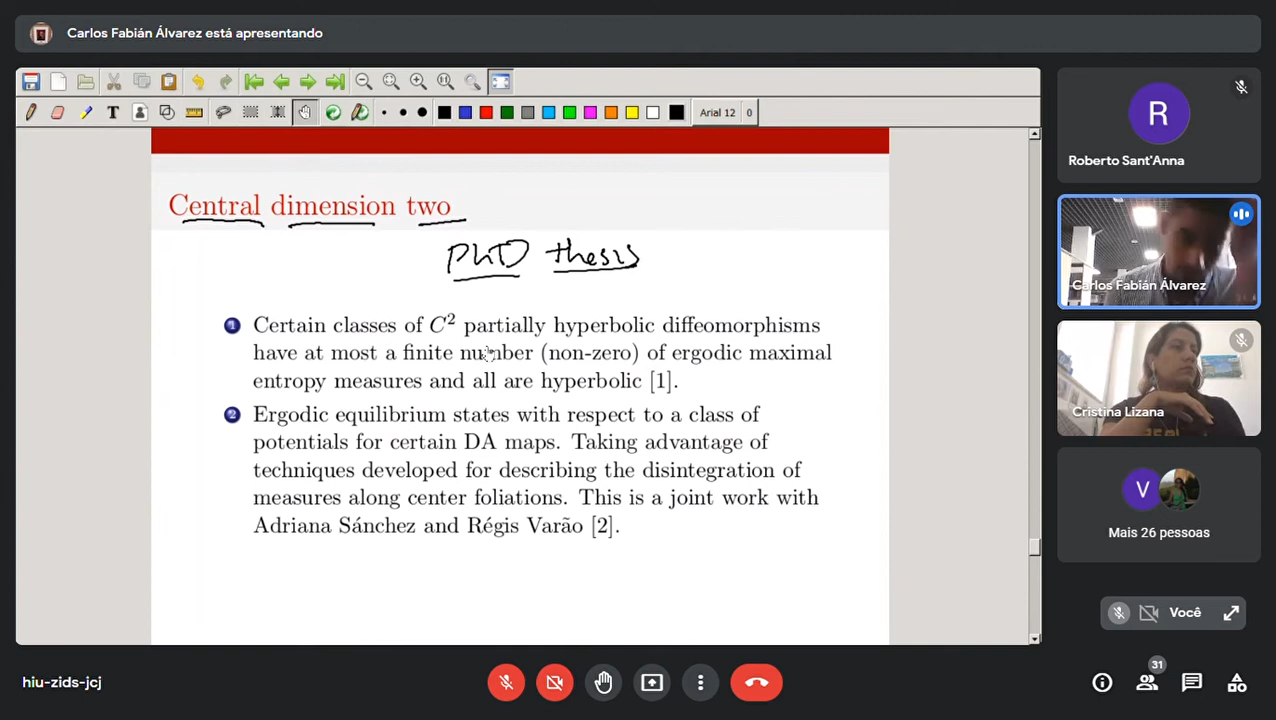 Carlos Fabián Álvarez está apresentando
T
Arial 12 0
R
Roberto Sant'Anna
Central dimension two
PhD thesis
Carlos Fabián Álvarez
1 Certain classes of C² partially hyperbolic diffeomorphisms
have at most a finite number (non-zero) of ergodic maximal
entropy measures and all are hyperbolic [1].
Cristina Lizana
2 Ergodic equilibrium states with respect to a class of
potentials for certain DA maps. Taking advantage of
techniques developed for describing the disintegration of
measures along center foliations. This is a joint work with
Adriana Sánchez and Régis Varão [2].
V
Mais 26 pessoas
Você
hiu-zids-jcj
31